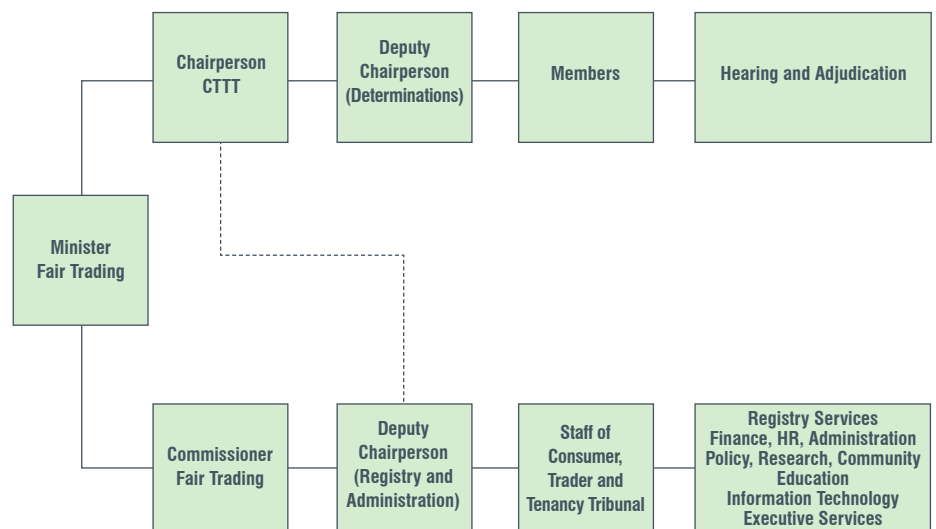 Chairperson
CTTT
Deputy
Chairperson
(Determinations)
Members
Hearing and Adjudication
Minister
Fair Trading
Commissioner
Fair Trading
Deputy
Chairperson
(Registry and
Administration)
Staff of
Consumer,
Trader and
Tenancy Tribunal
Registry Services
Finance, HR, Administration
Policy, Research, Community
Education
Information Technology
Executive Services